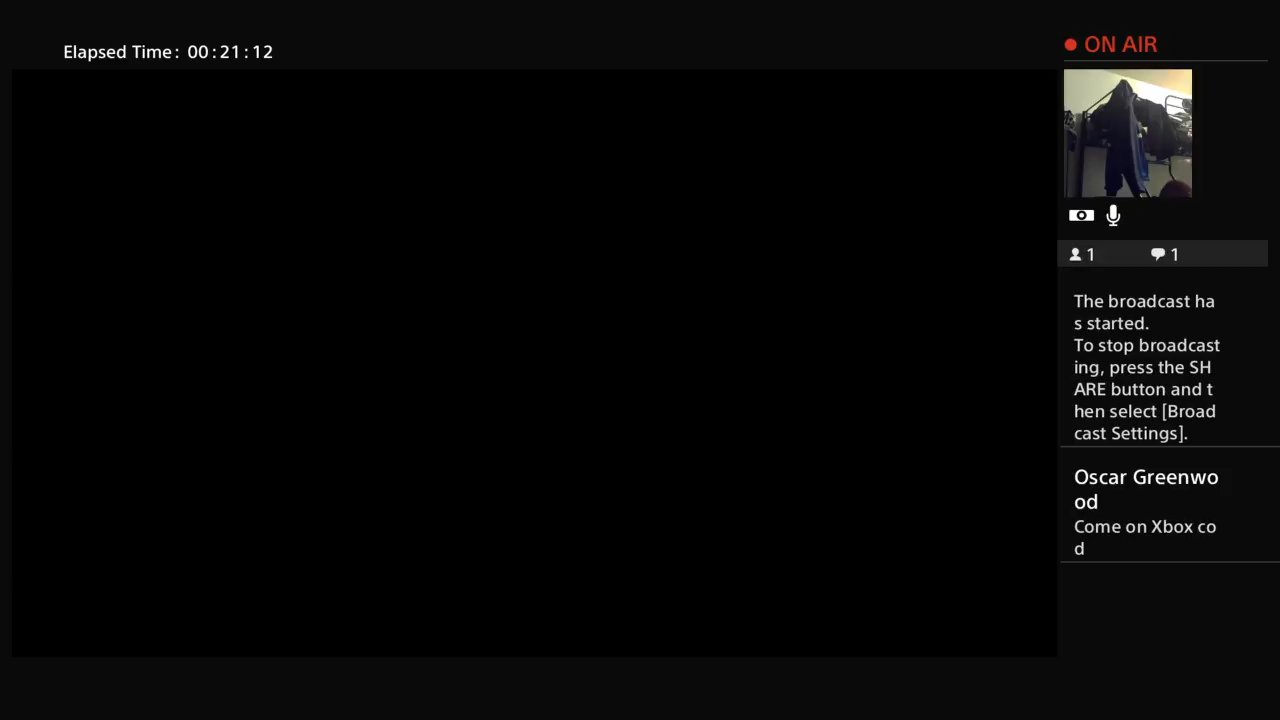 Elapsed Time: 00:21:12
ON AIR
1
1
The broadcast ha
s started.
To stop broadcast
ing, press the SH
ARE button and t
hen select [Broad
cast Settings].
Oscar Greenwo
od
Come on Xbox co
d